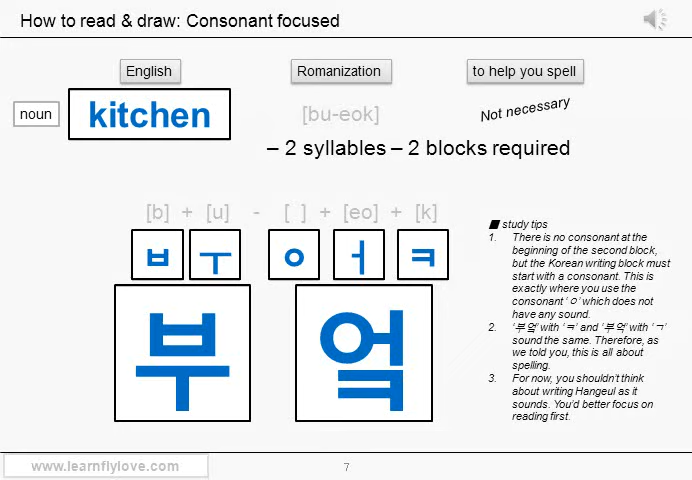 How to read & draw: Consonant focused
English
Romanization
to help you spell
noun
kitchen
[bu-eok]
Not necessary
– 2 syllables – 2 blocks required
[b] + [u] - [ ] + [eo] + [k]
ㅂ ㅜ ㅇ ㅓ ㅋ
부 엌
study tips
1. There is no consonant at the
beginning of the second block,
but the Korean writing block must
start with a consonant. This is
exactly where you use the
consonant ‘ㅇ’ which does not
have any sound.
2. ‘부엌’ with ‘ㅋ’ and ‘부억’ with ‘ㄱ’
sound the same. Therefore, as
we told you, this is all about
spelling.
3. For now, you shouldn’t think
about writing Hangeul as it
sounds. You’d better focus on
reading first.
www.learnflylove.com
7